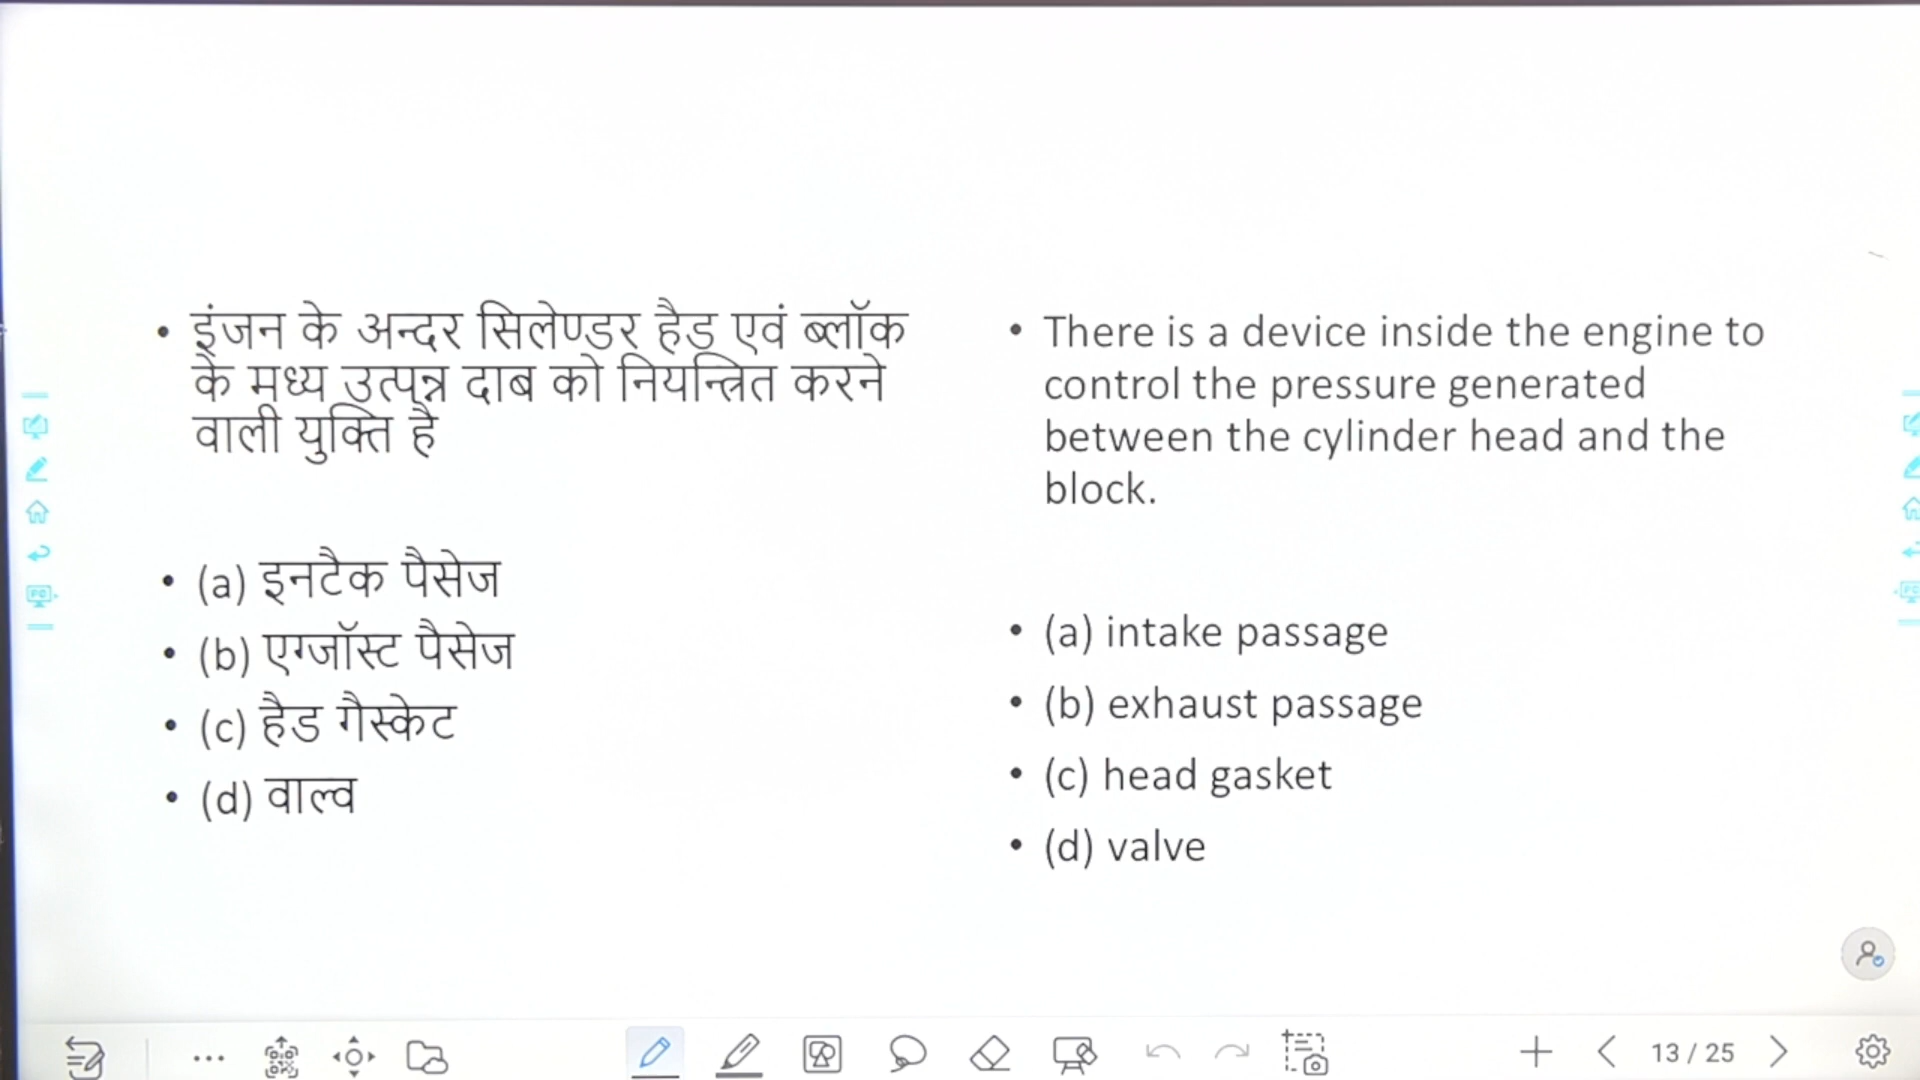 इंजन के अन्दर सिलेण्डर हैड एवं ब्लॉक
के मध्य उत्पन्न दाब को नियन्त्रित करने
वाली युक्ति है
(a) इनटैक पैसेज
(b) एग्जॉस्ट पैसेज
(c) हैड गैस्केट
(d) वाल्व
There is a device inside the engine to
control the pressure generated
between the cylinder head and the
block.
(a) intake passage
(b) exhaust passage
(c) head gasket
(d) valve
13 / 25